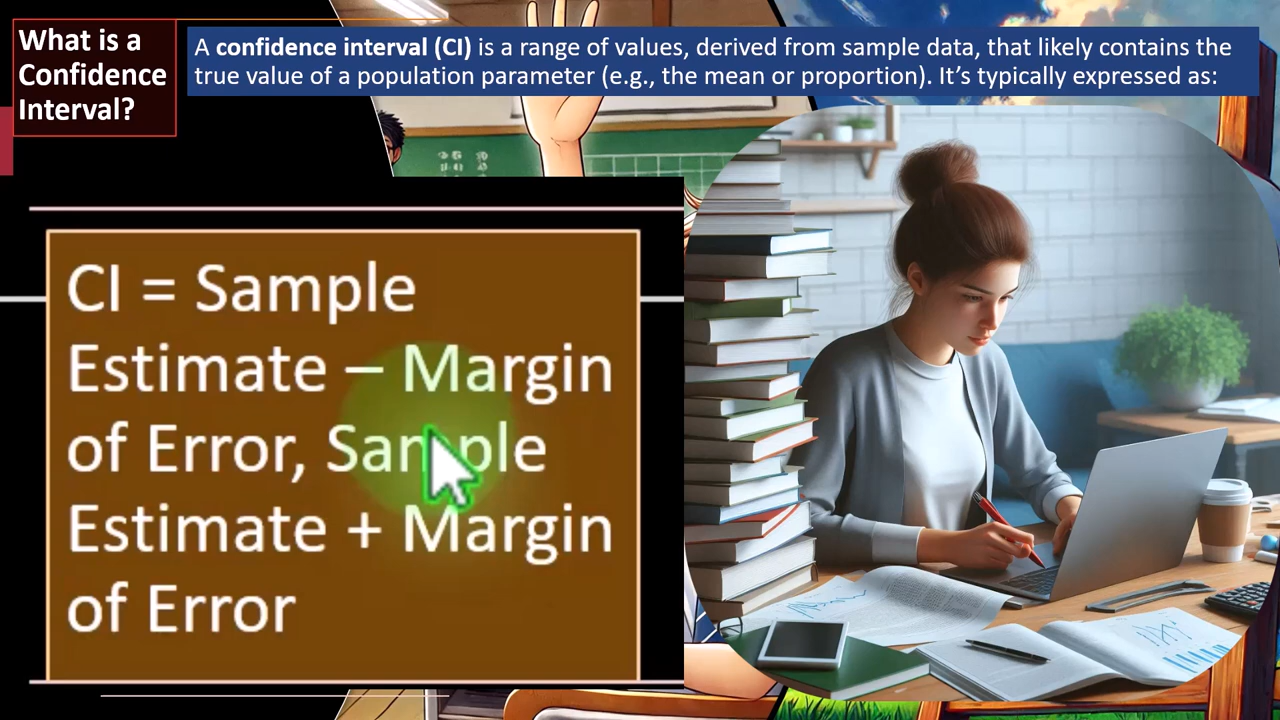 What is a
Confidence
Interval?
A confidence interval (CI) is a range of values, derived from sample data, that likely contains the
true value of a population parameter (e.g., the mean or proportion). It’s typically expressed as:
CI = Sample
Estimate – Margin
of Error, Sample
Estimate + Margin
of Error